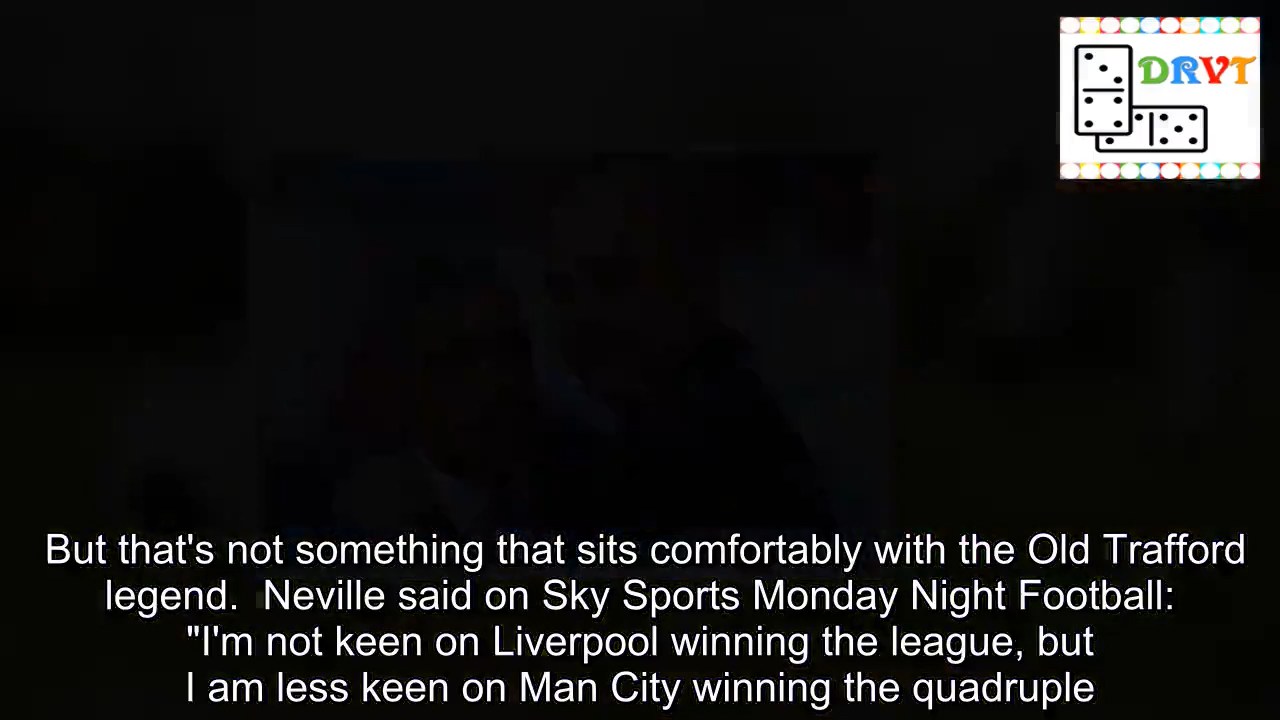 DRVT
But that's not something that sits comfortably with the Old Trafford
legend.  Neville said on Sky Sports Monday Night Football:
"I'm not keen on Liverpool winning the league, but
I am less keen on Man City winning the quadruple